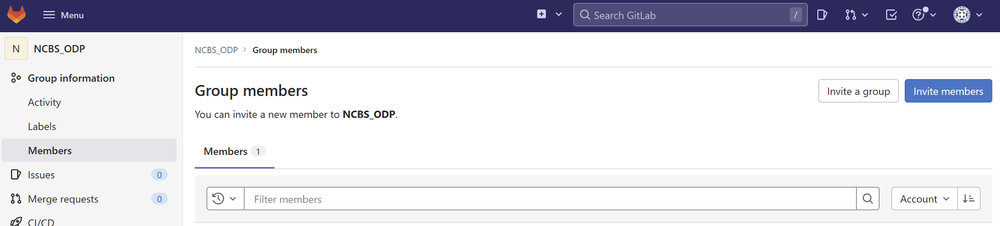 Menu
Search GitLab /
N NCBS_ODP
Group information
Activity
Labels
Members
Issues 0
Merge requests 0
CI/CD
NCBS_ODP > Group members
Group members
Invite a group
Invite members
You can invite a new member to NCBS_ODP.
Members 1
Filter members
Account